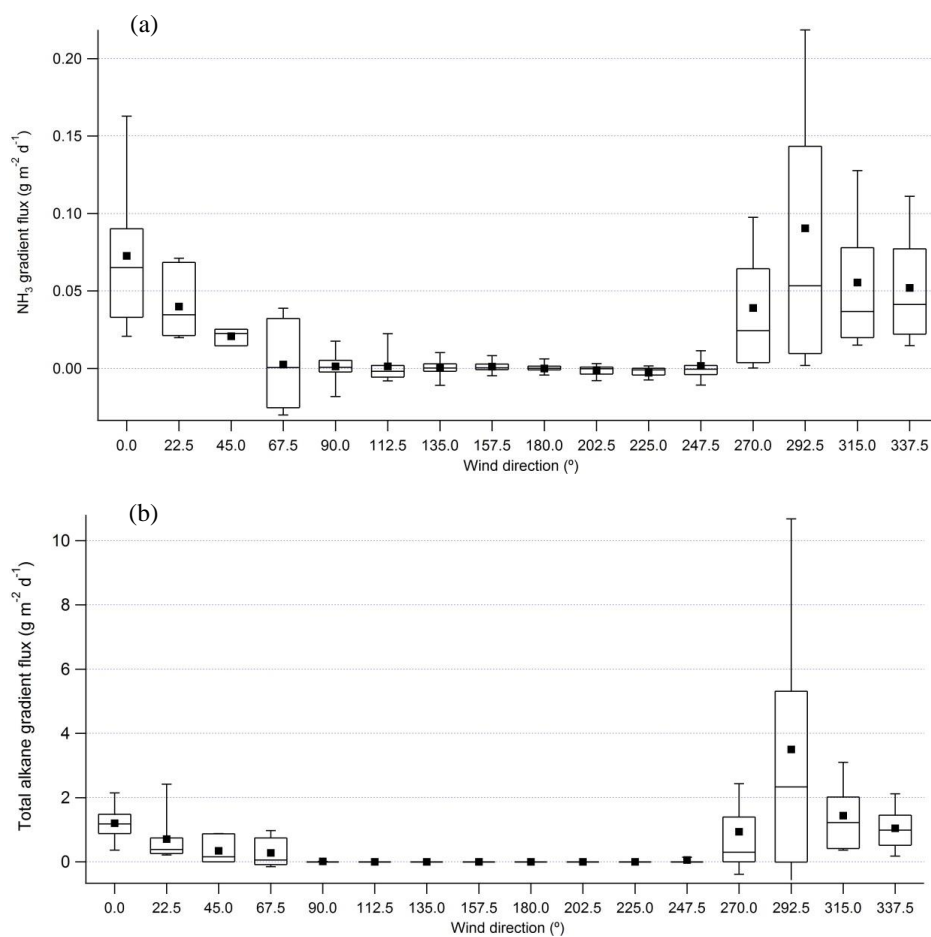 (a)
NH3 gradient flux (g m-2 d-1)
0.20
0.15
0.10
0.05
0.00
0.0 22.5 45.0 67.5 90.0 112.5 135.0 157.5 180.0 202.5 225.0 247.5 270.0 292.5 315.0 337.5
Wind direction (º)
(b)
Total alkane gradient flux (g m-2 d-1)
10
8
6
4
2
0
0.0 22.5 45.0 67.5 90.0 112.5 135.0 157.5 180.0 202.5 225.0 247.5 270.0 292.5 315.0 337.5
Wind direction (º)